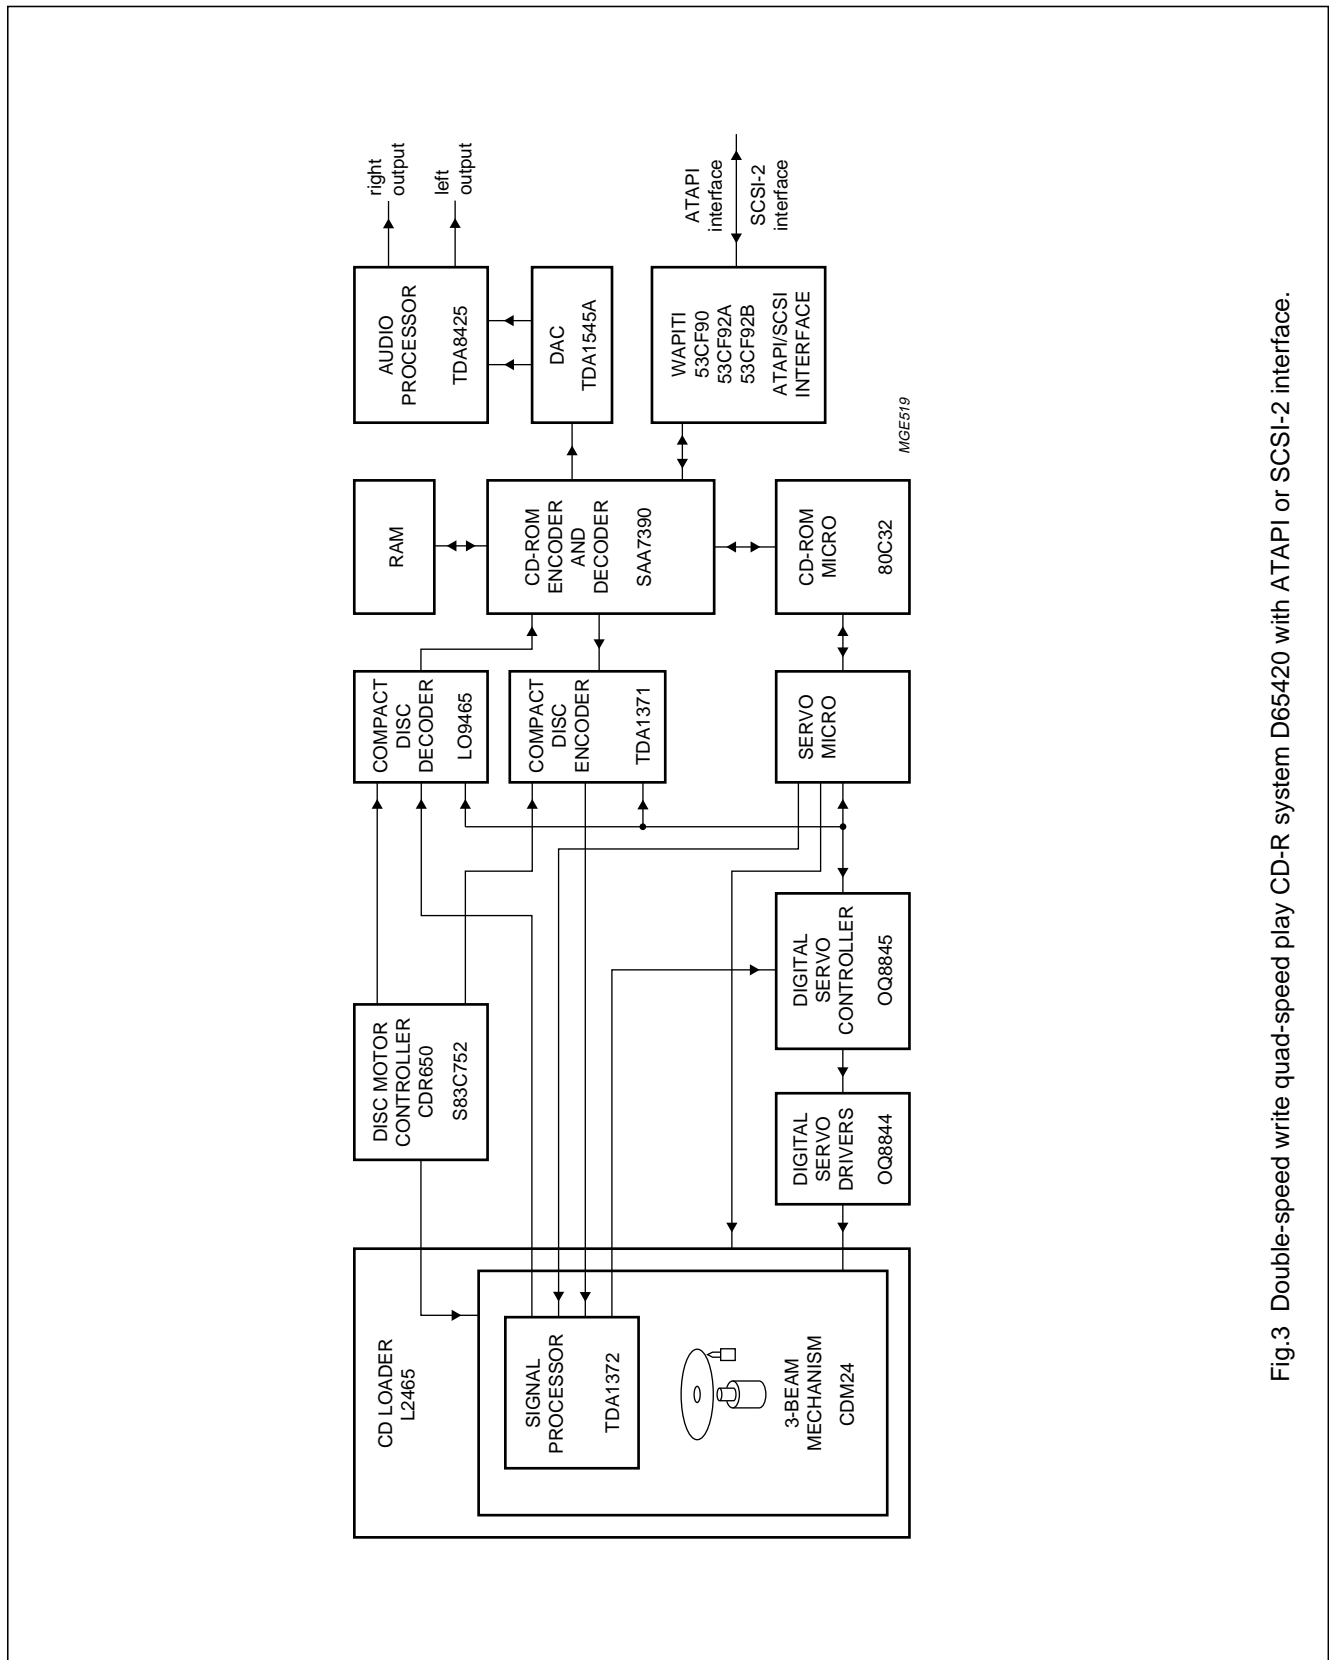 CD LOADER
L2465
SIGNAL
PROCESSOR
TDA1372
3-BEAM
MECHANISM
CDM24
DISC MOTOR
CONTROLLER
CDR650
S83C752
DIGITAL
SERVO
DRIVERS
OQ8844
DIGITAL
SERVO
CONTROLLER
OQ8845
COMPACT
DISC
DECODER
LO9465
COMPACT
DISC
ENCODER
TDA1371
SERVO
MICRO
RAM
CD-ROM
ENCODER
AND
DECODER
SAA7390
CD-ROM
MICRO
80C32
AUDIO
PROCESSOR
TDA8425
DAC
TDA1545A
WAPITI
53CF90
53CF92A
53CF92B
ATAPI/SCSI
INTERFACE
right
output
left
output
ATAPI
interface
SCSI-2
interface
MGE519
Fig.3 Double-speed write quad-speed play CD-R system D65420 with ATAPI or SCSI-2 interface.